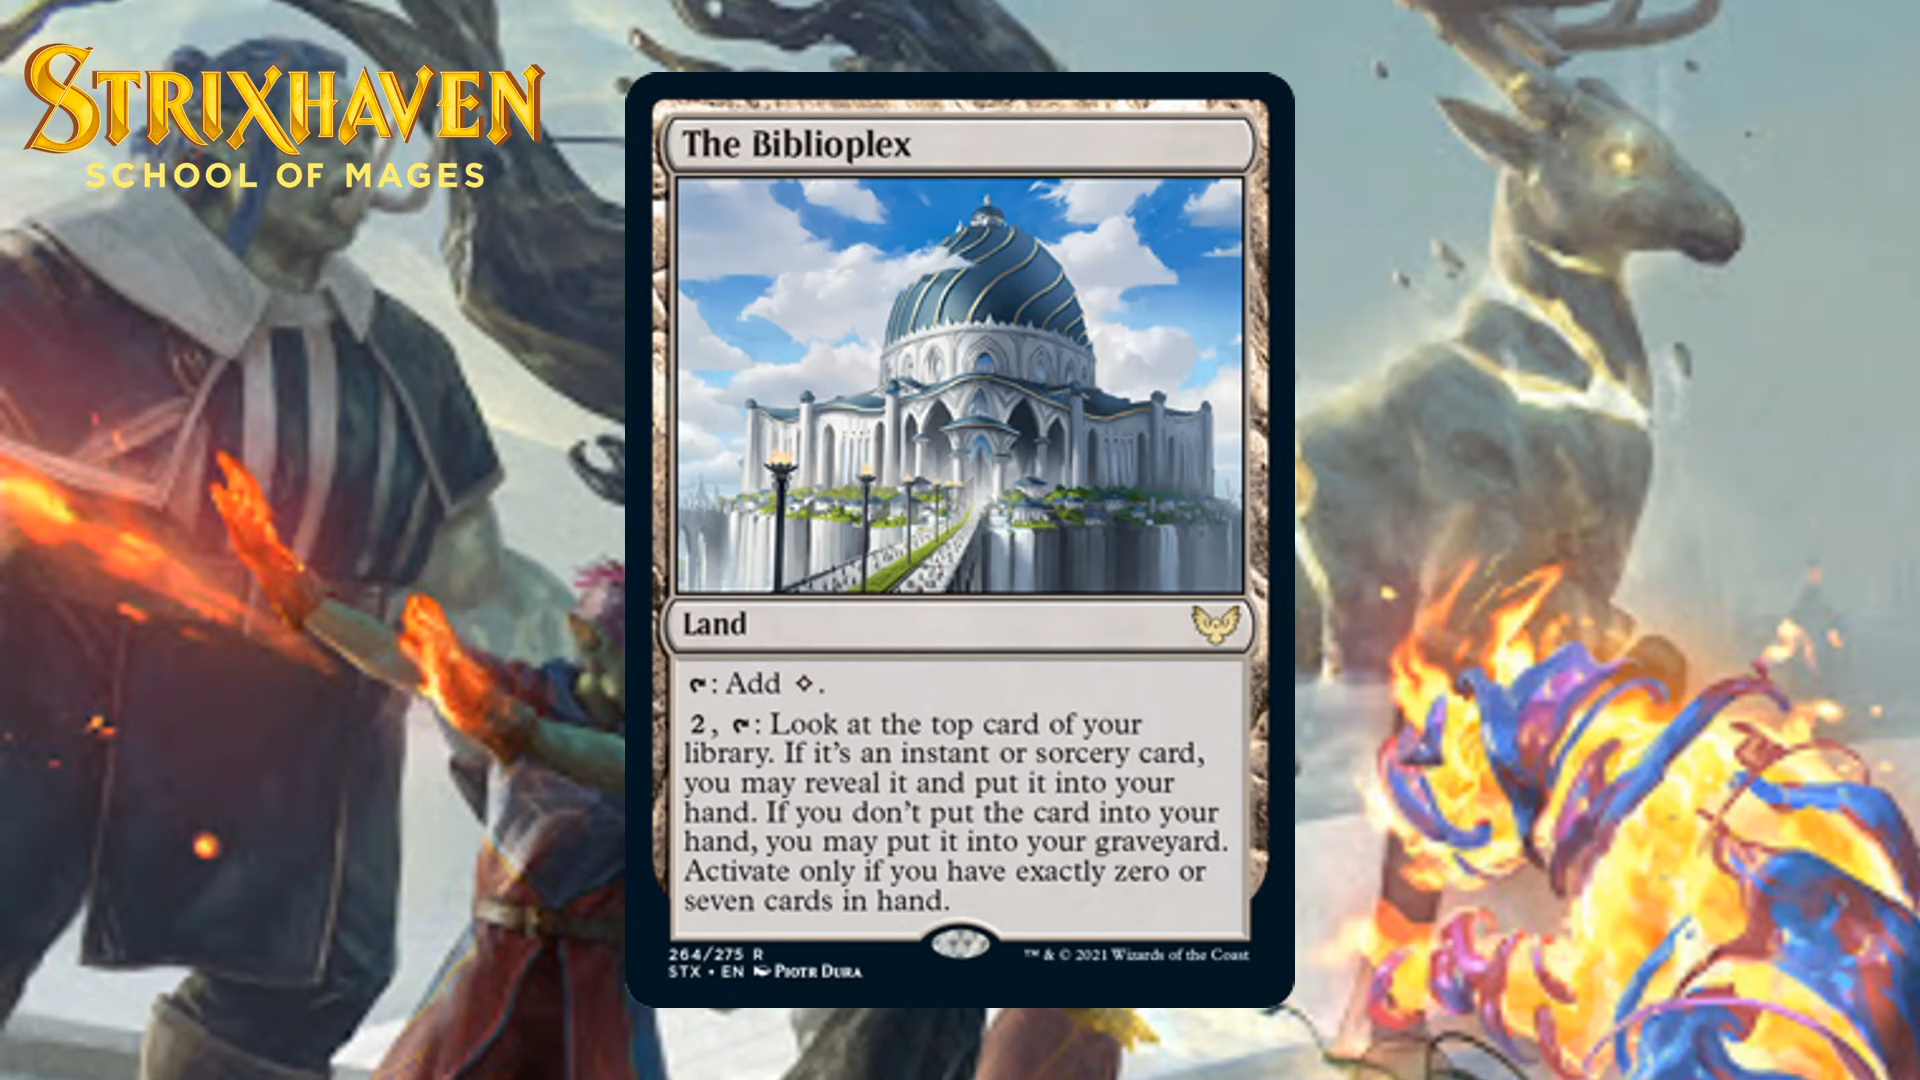 STRIXHAVEN
SCHOOL OF MAGES
The Biblioplex
Land
: Add .
2, : Look at the top card of your
library. If it’s an instant or sorcery card,
you may reveal it and put it into your
hand. If you don’t put the card into your
hand, you may put it into your graveyard.
Activate only if you have exactly zero or
seven cards in hand.
264/275 R
STX • EN Piotr Dura
™ & © 2021 Wizards of the Coast